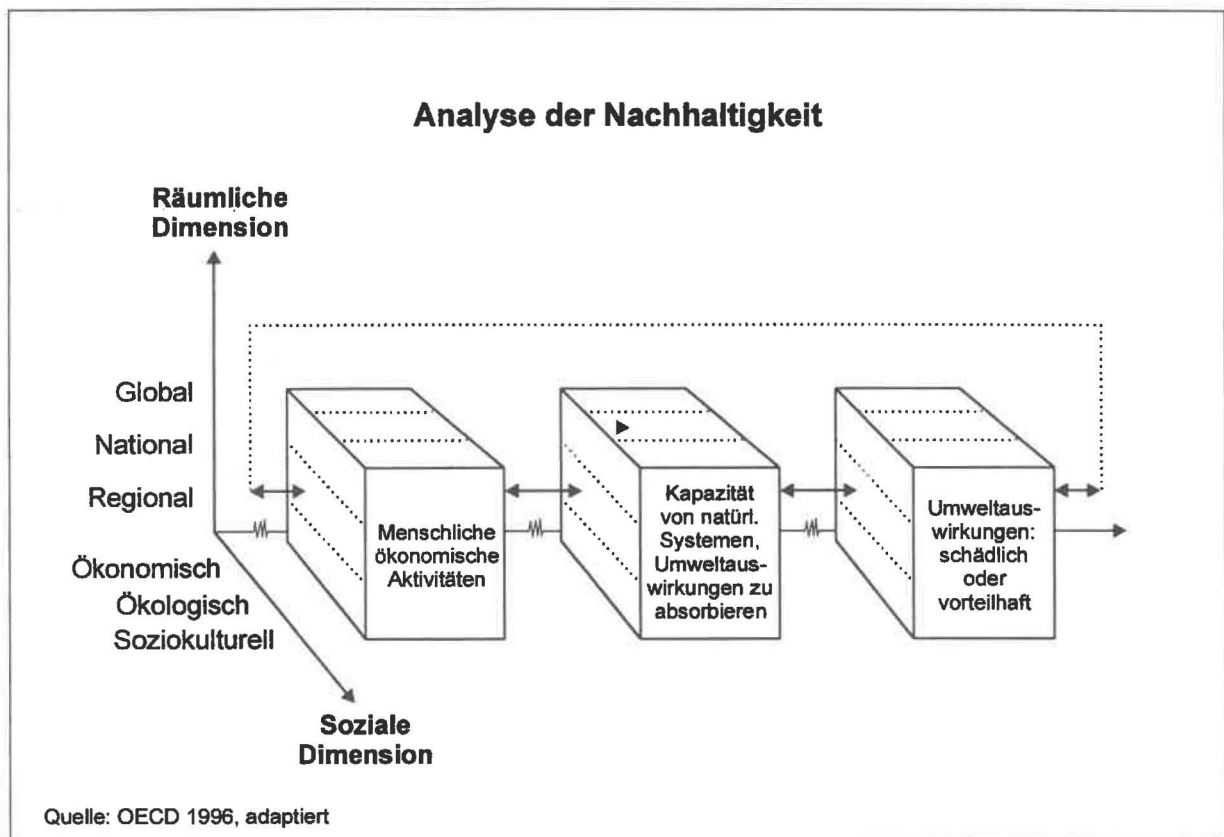 Analyse der Nachhaltigkeit
Räumliche
Dimension
Global
National
Regional
Ökonomisch
Ökologisch
Soziokulturell
Menschliche
ökonomische
Aktivitäten
Kapazität
von natürl.
Systemen,
Umweltaus-
wirkungen zu
absorbieren
Umweltaus-
wirkungen:
schädlich
oder
vorteilhaft
Soziale
Dimension
Quelle: OECD 1996, adaptiert